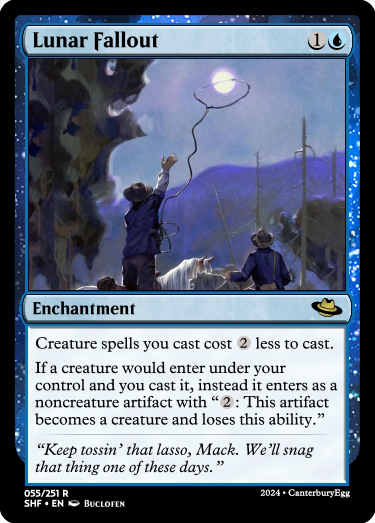 Lunar Fallout 1
Enchantment
Creature spells you cast cost 2 less to cast.
If a creature would enter under your
control and you cast it, instead it enters as a
noncreature artifact with “2: This artifact
becomes a creature and loses this ability.”
“Keep tossin’ that lasso, Mack. We’ll snag
that thing one of these days.”
055/251 R
SHF • EN Buclofen
2024 • CanterburyEgg